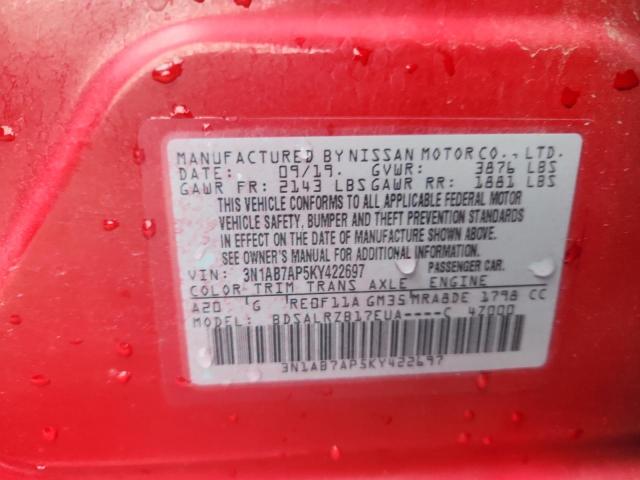 MANUFACTURED BY NISSAN MOTOR CO., LTD.
DATE: 09/19. GVWR: 3876 LBS
GAWR FR: 2143 LBS GAWR RR: 1881 LBS
THIS VEHICLE CONFORMS TO ALL APPLICABLE FEDERAL MOTOR
VEHICLE SAFETY, BUMPER AND THEFT PREVENTION STANDARDS
IN EFFECT ON THE DATE OF MANUFACTURE SHOWN ABOVE.
SEE OWNER'S MANUAL FOR ADDITIONAL INFORMATION.
VIN: 3N1AB7AP5KY422697 PASSENGER CAR.
COLOR TRIM TRANS AXLE ENGINE
A20 G RE0F11A GM35 MRA8DE 1798 CC
MODEL: BDSALRZB17EUA----C 4Z000
3N1AB7AP5KY422697